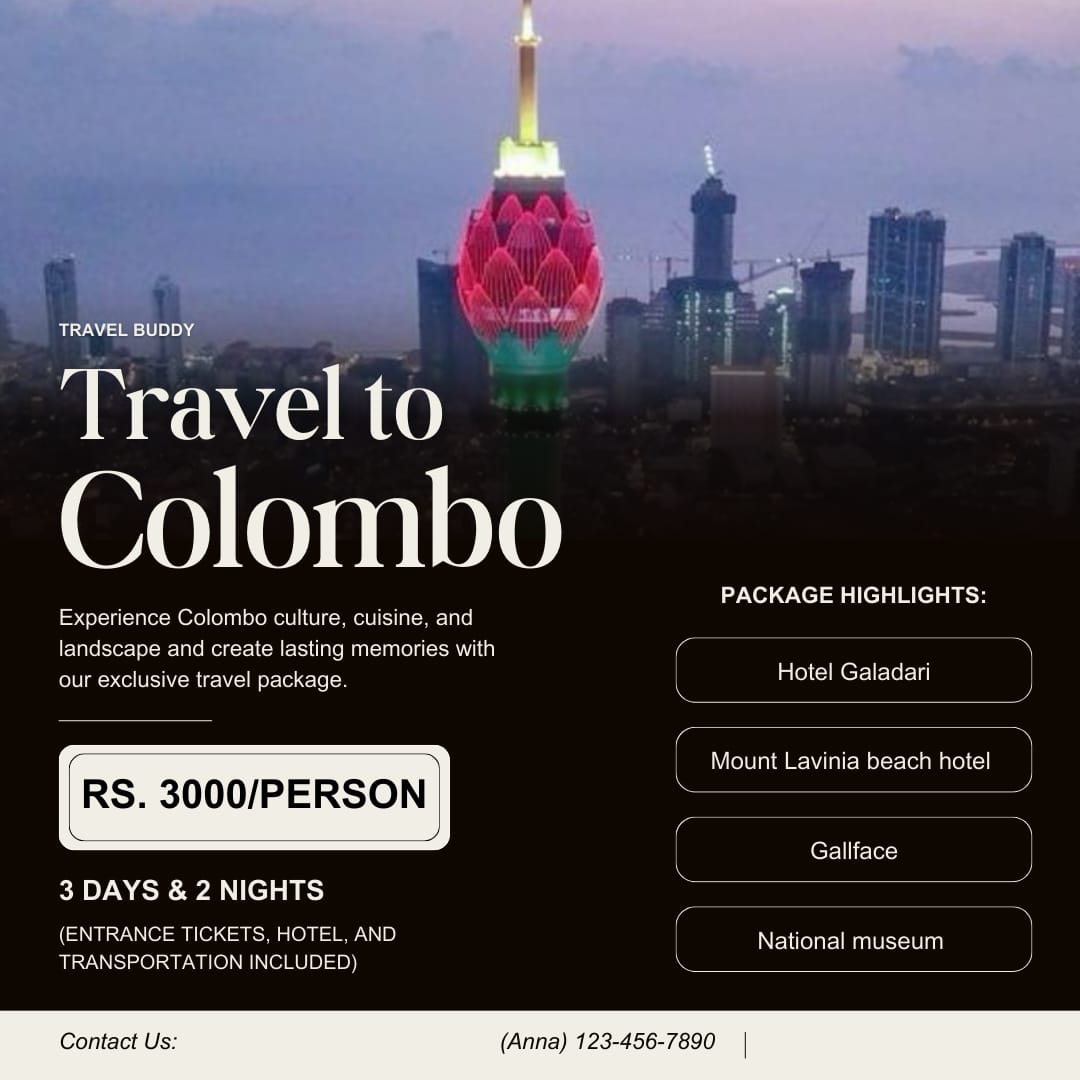 TRAVEL BUDDY
Travel to
Colombo
Experience Colombo culture, cuisine, and
landscape and create lasting memories with
our exclusive travel package.
RS. 3000/PERSON
3 DAYS & 2 NIGHTS
(ENTRANCE TICKETS, HOTEL, AND
TRANSPORTATION INCLUDED)
PACKAGE HIGHLIGHTS:
Hotel Galadari
Mount Lavinia beach hotel
Gallface
National museum
Contact Us: (Anna) 123-456-7890 |